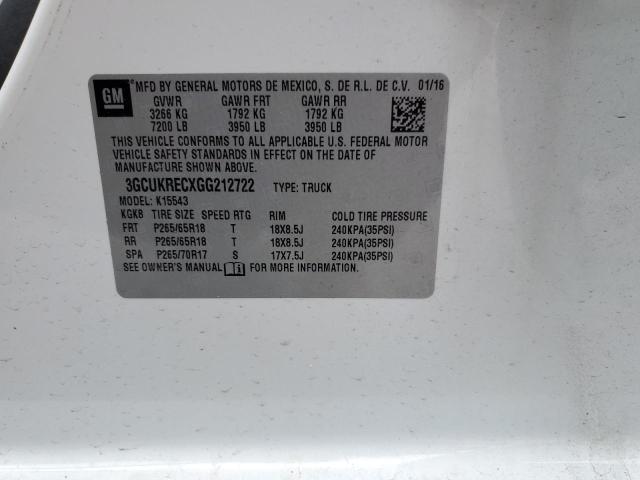 GM
®MFD BY GENERAL MOTORS DE MEXICO, S. DE R.L. DE C.V. 01/16
GVWR GAWR FRT GAWR RR
3266 KG 1792 KG 1792 KG
7200 LB 3950 LB 3950 LB
THIS VEHICLE CONFORMS TO ALL APPLICABLE U.S. FEDERAL MOTOR
VEHICLE SAFETY STANDARDS IN EFFECT ON THE DATE OF
MANUFACTURE SHOWN ABOVE.
3GCUKRECXGG212722 TYPE: TRUCK
MODEL: K15543
KGKB TIRE SIZE SPEED RTG RIM COLD TIRE PRESSURE
FRT P265/65R18 T 18X8.5J 240KPA(35PSI)
RR P265/65R18 T 18X8.5J 240KPA(35PSI)
SPA P265/70R17 S 17X7.5J 240KPA(35PSI)
SEE OWNER'S MANUAL FOR MORE INFORMATION.